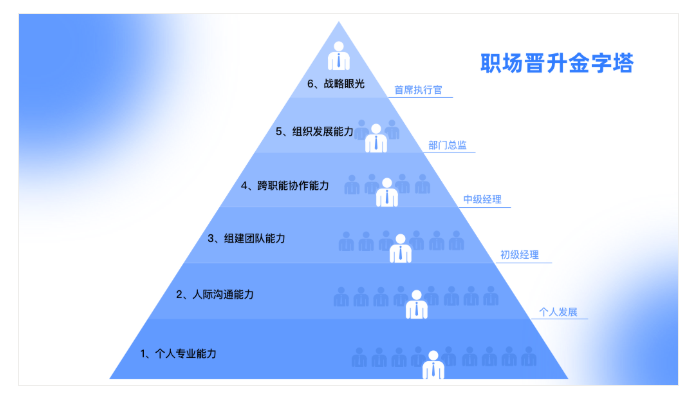 职场晋升金字塔
6、战略眼光
首席执行官
5、组织发展能力
部门总监
4、跨职能协作能力
中级经理
3、组建团队能力
初级经理
2、人际沟通能力
个人发展
1、个人专业能力